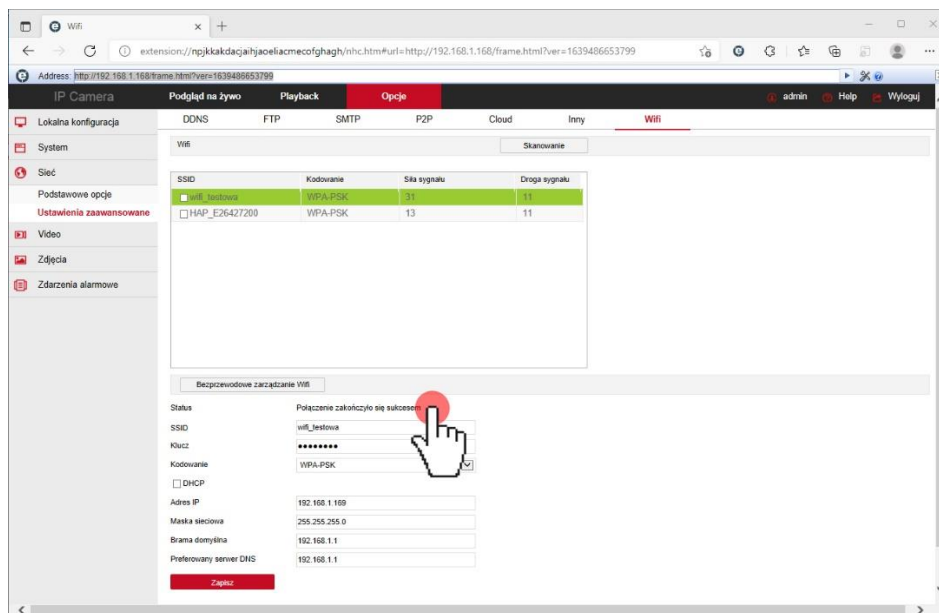 Wifi
extension://npjkkakdacjaihjaoeliacmecofghagh/nhc.htm#url=http://192.168.1.168/frame.html?ver=1639486653799
Address: http://192.168.1.168/frame.html?ver=1639486653799
IP Camera Podgląd na żywo Playback Opcje admin Help Wyloguj
Lokalna konfiguracja DDNS FTP SMTP P2P Cloud Inny Wifi
System Wifi Skanowanie
Sieć SSID Kodowanie Siła sygnału Droga sygnału
Podstawowe opcje wifi_testowa WPA-PSK 31 11
Ustawienia zaawansowane HAP_E26427200 WPA-PSK 13 11
Video
Zdjęcia
Zdarzenia alarmowe
Bezprzewodowe zarządzanie Wifi
Status Połączenie zakończyło się sukcesem
SSID wifi_testowa
Klucz ••••••••
Kodowanie WPA-PSK
DHCP
Adres IP 192.168.1.169
Maska sieciowa 255.255.255.0
Brama domyślna 192.168.1.1
Preferowany serwer DNS 192.168.1.1
Zapisz